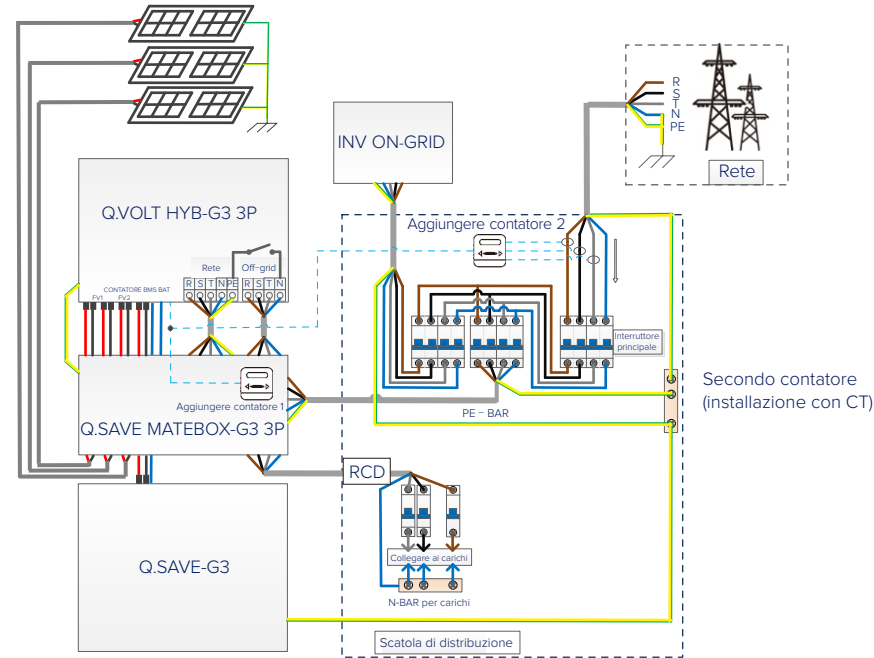 R
S
T
N
PE
Rete
INV ON-GRID
Q.VOLT HYB-G3 3P
Aggiungere contatore 2
Rete
Off-grid
R S T N PE
R S T N
CONTATORE BMS BAT
FV1 FV2
Interruttore
principale
Secondo contatore
(installazione con CT)
Aggiungere contatore 1
PE – BAR
Q.SAVE MATEBOX-G3 3P
RCD
Collegare ai carichi
Q.SAVE-G3
N-BAR per carichi
Scatola di distribuzione